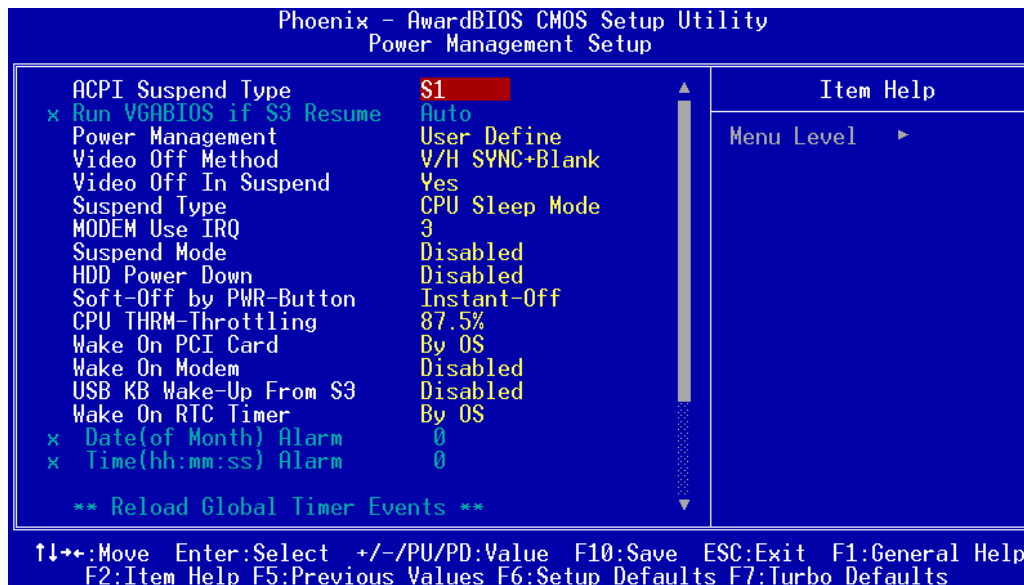 Phoenix - AwardBIOS CMOS Setup Utility
Power Management Setup
ACPI Suspend Type S1
x Run VGABIOS if S3 Resume Auto
Power Management User Define
Video Off Method V/H SYNC+Blank
Video Off In Suspend Yes
Suspend Type CPU Sleep Mode
MODEM Use IRQ 3
Suspend Mode Disabled
HDD Power Down Disabled
Soft-Off by PWR-Button Instant-Off
CPU THRM-Throttling 87.5%
Wake On PCI Card By OS
Wake On Modem Disabled
USB KB Wake-Up From S3 Disabled
Wake On RTC Timer By OS
x Date(of Month) Alarm 0
x Time(hh:mm:ss) Alarm 0
** Reload Global Timer Events **
Item Help
Menu Level ►
↑↓→←:Move Enter:Select +/-/PU/PD:Value F10:Save ESC:Exit F1:General Help
F2:Item Help F5:Previous Values F6:Setup Defaults F7:Turbo Defaults